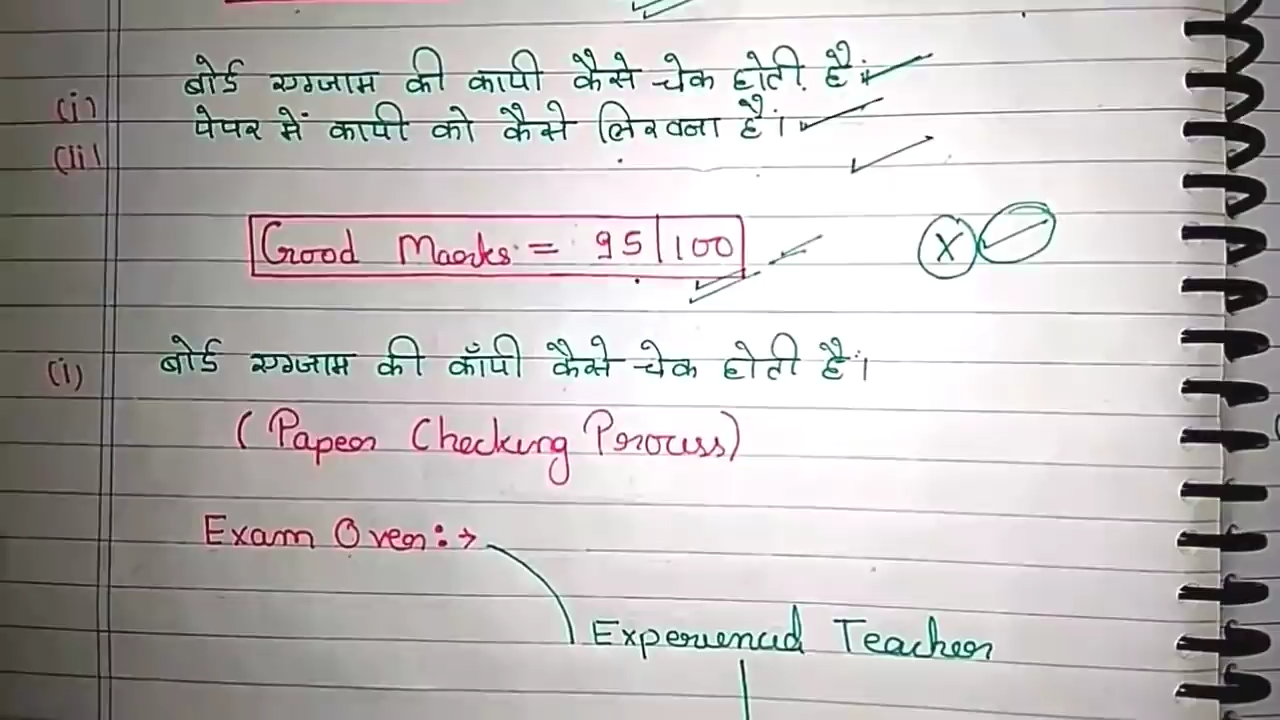 (i) बोर्ड एग्जाम की कापी कैसे चेक होती है।
(ii) पेपर में कापी को कैसे लिखना है।
Good Marks = 95/100
(i) बोर्ड एग्जाम की कॉपी कैसे चेक होती है।
(Paper Checking Process)
Exam Over:→
Experienced Teacher